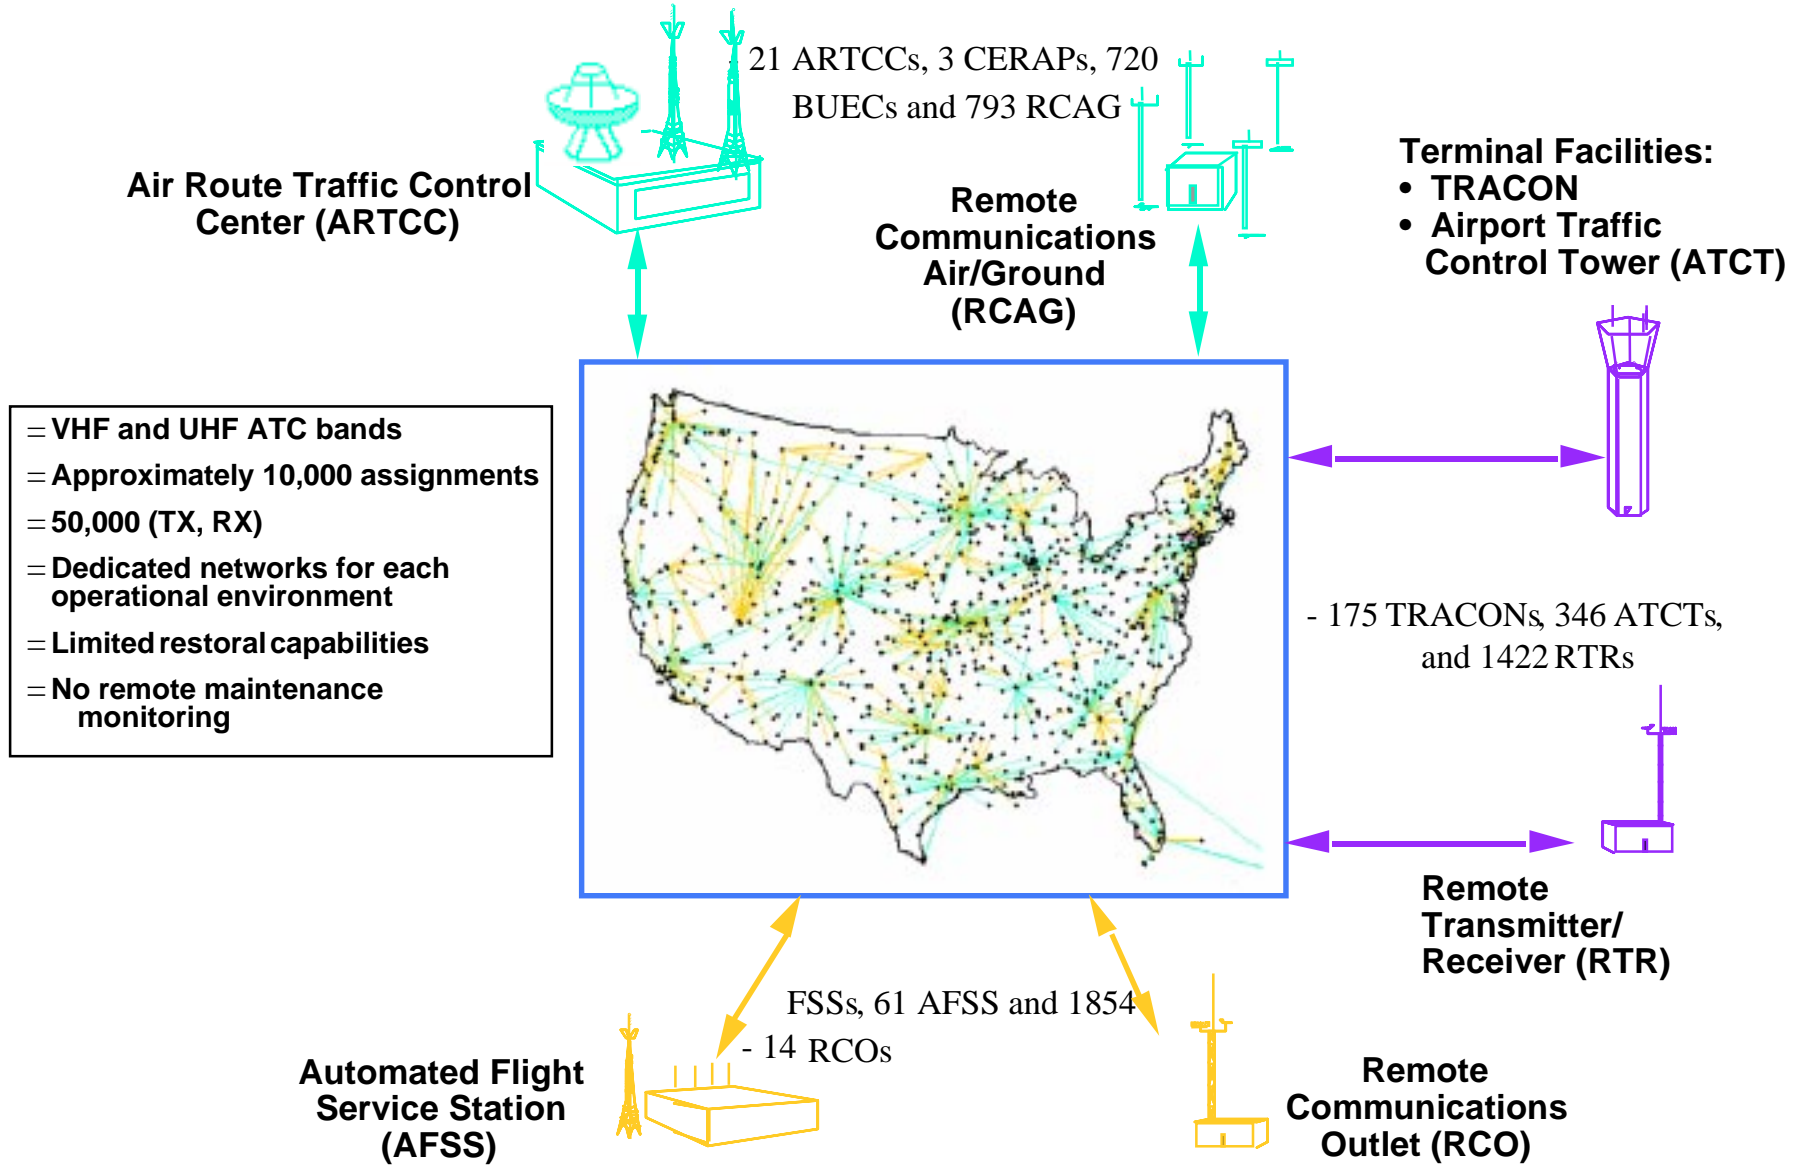 - 21 ARTCCs, 3 CERAPs, 720
BUECs and 793 RCAG
Air Route Traffic Control
Center (ARTCC)
Remote
Communications
Air/Ground
(RCAG)
Terminal Facilities:
• TRACON
• Airport Traffic
Control Tower (ATCT)
= VHF and UHF ATC bands
= Approximately 10,000 assignments
= 50,000 (TX, RX)
= Dedicated networks for each
operational environment
= Limited restoral capabilities
= No remote maintenance
monitoring
- 175 TRACONs, 346 ATCTs,
and 1422 RTRs
Remote
Transmitter/
Receiver (RTR)
FSSs, 61 AFSS and 1854
- 14 RCOs
Automated Flight
Service Station
(AFSS)
Remote
Communications
Outlet (RCO)